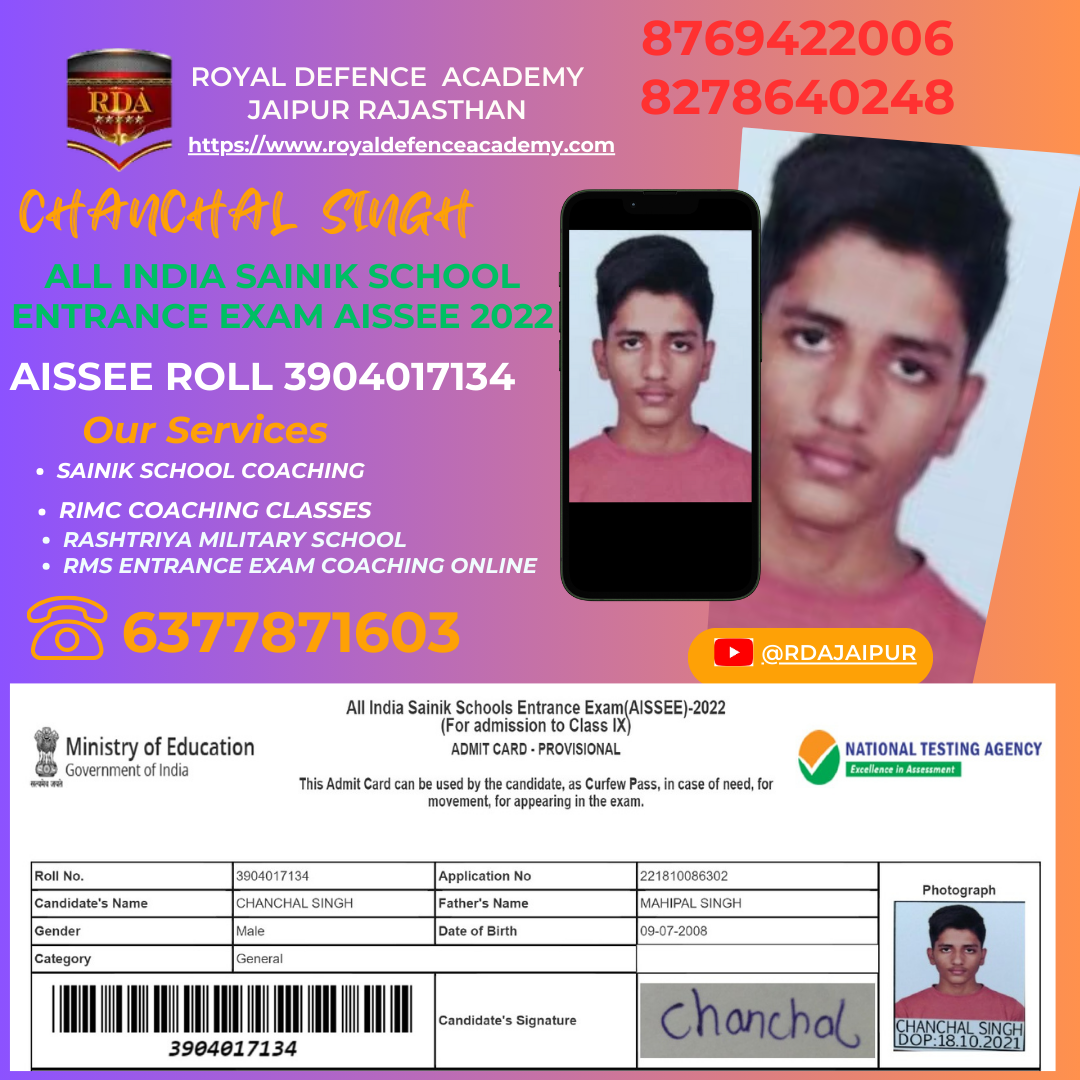 RDA
ROYAL DEFENCE ACADEMY
JAIPUR RAJASTHAN
https://www.royaldefenceacademy.com
8769422006
8278640248
CHANCHAL SINGH
ALL INDIA SAINIK SCHOOL
ENTRANCE EXAM AISSEE 2022
AISSEE ROLL 3904017134
Our Services
• SAINIK SCHOOL COACHING
• RIMC COACHING CLASSES
• RASHTRIYA MILITARY SCHOOL
• RMS ENTRANCE EXAM COACHING ONLINE
6377871603
@RDAJAIPUR
All India Sainik Schools Entrance Exam(AISSEE)-2022
(For admission to Class IX)
ADMIT CARD - PROVISIONAL
This Admit Card can be used by the candidate, as Curfew Pass, in case of need, for
movement, for appearing in the exam.
सत्यमेव जयते
Ministry of Education
Government of India
NATIONAL TESTING AGENCY
Excellence in Assessment
Roll No. 3904017134 Application No 221810086302
Candidate's Name CHANCHAL SINGH Father's Name MAHIPAL SINGH
Gender Male Date of Birth 09-07-2008
Category General
Photograph
3904017134
Candidate's Signature
Chanchal
CHANCHAL SINGH
DOP:18.10.2021